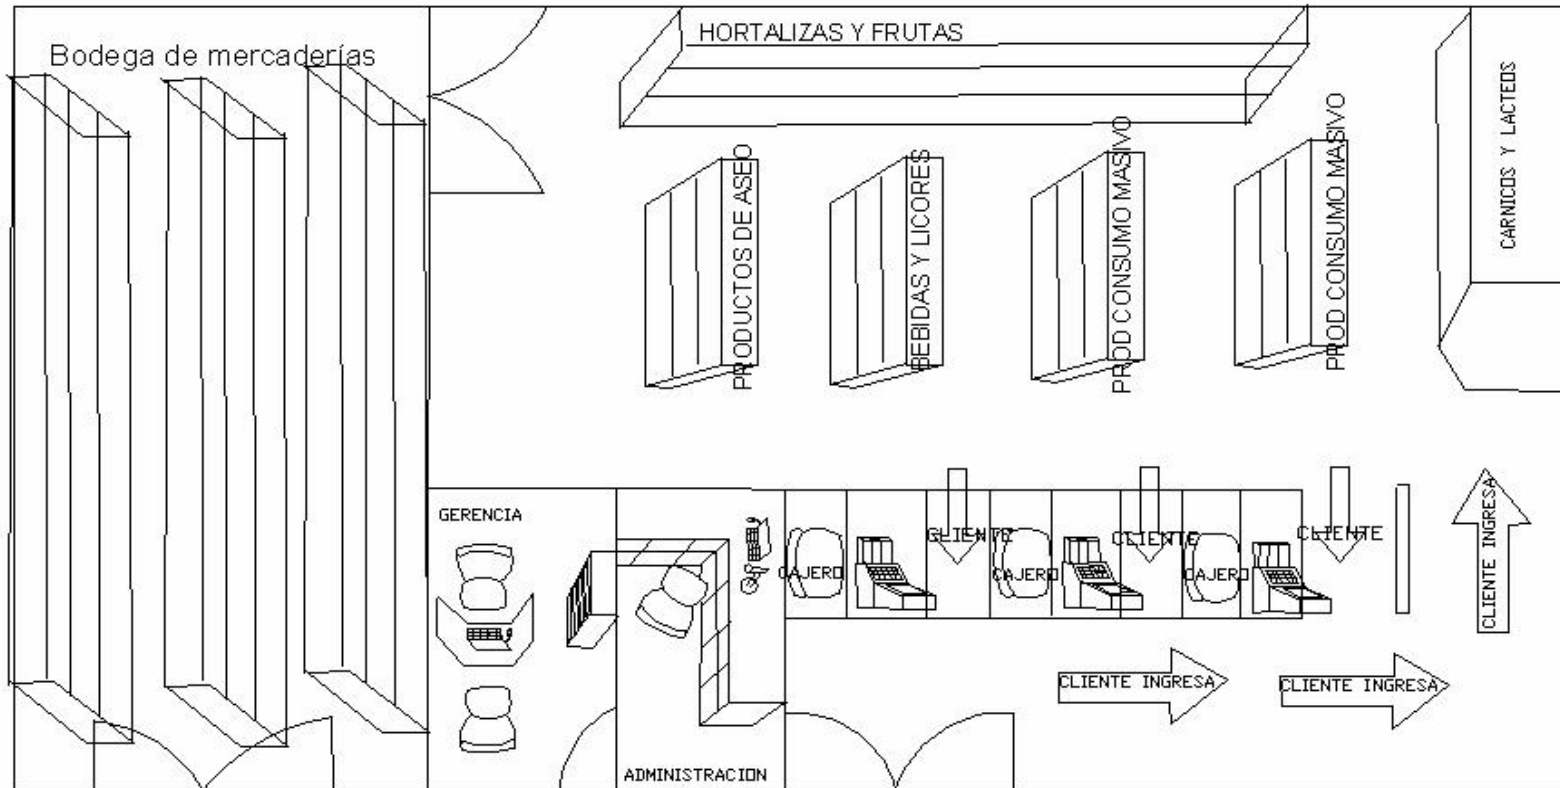 Bodega de mercaderías
HORTALIZAS Y FRUTAS
PRODUCTOS DE ASEO
BEBIDAS Y LICORES
PROD CONSUMO MASIVO
PROD CONSUMO MASIVO
CARNICOS Y LACTEOS
GERENCIA
ADMINISTRACION
CAJERO
CLIENTE
CAJERO
CLIENTE
CAJERO
CLIENTE
CLIENTE INGRESA
CLIENTE INGRESA
CLIENTE INGRESA